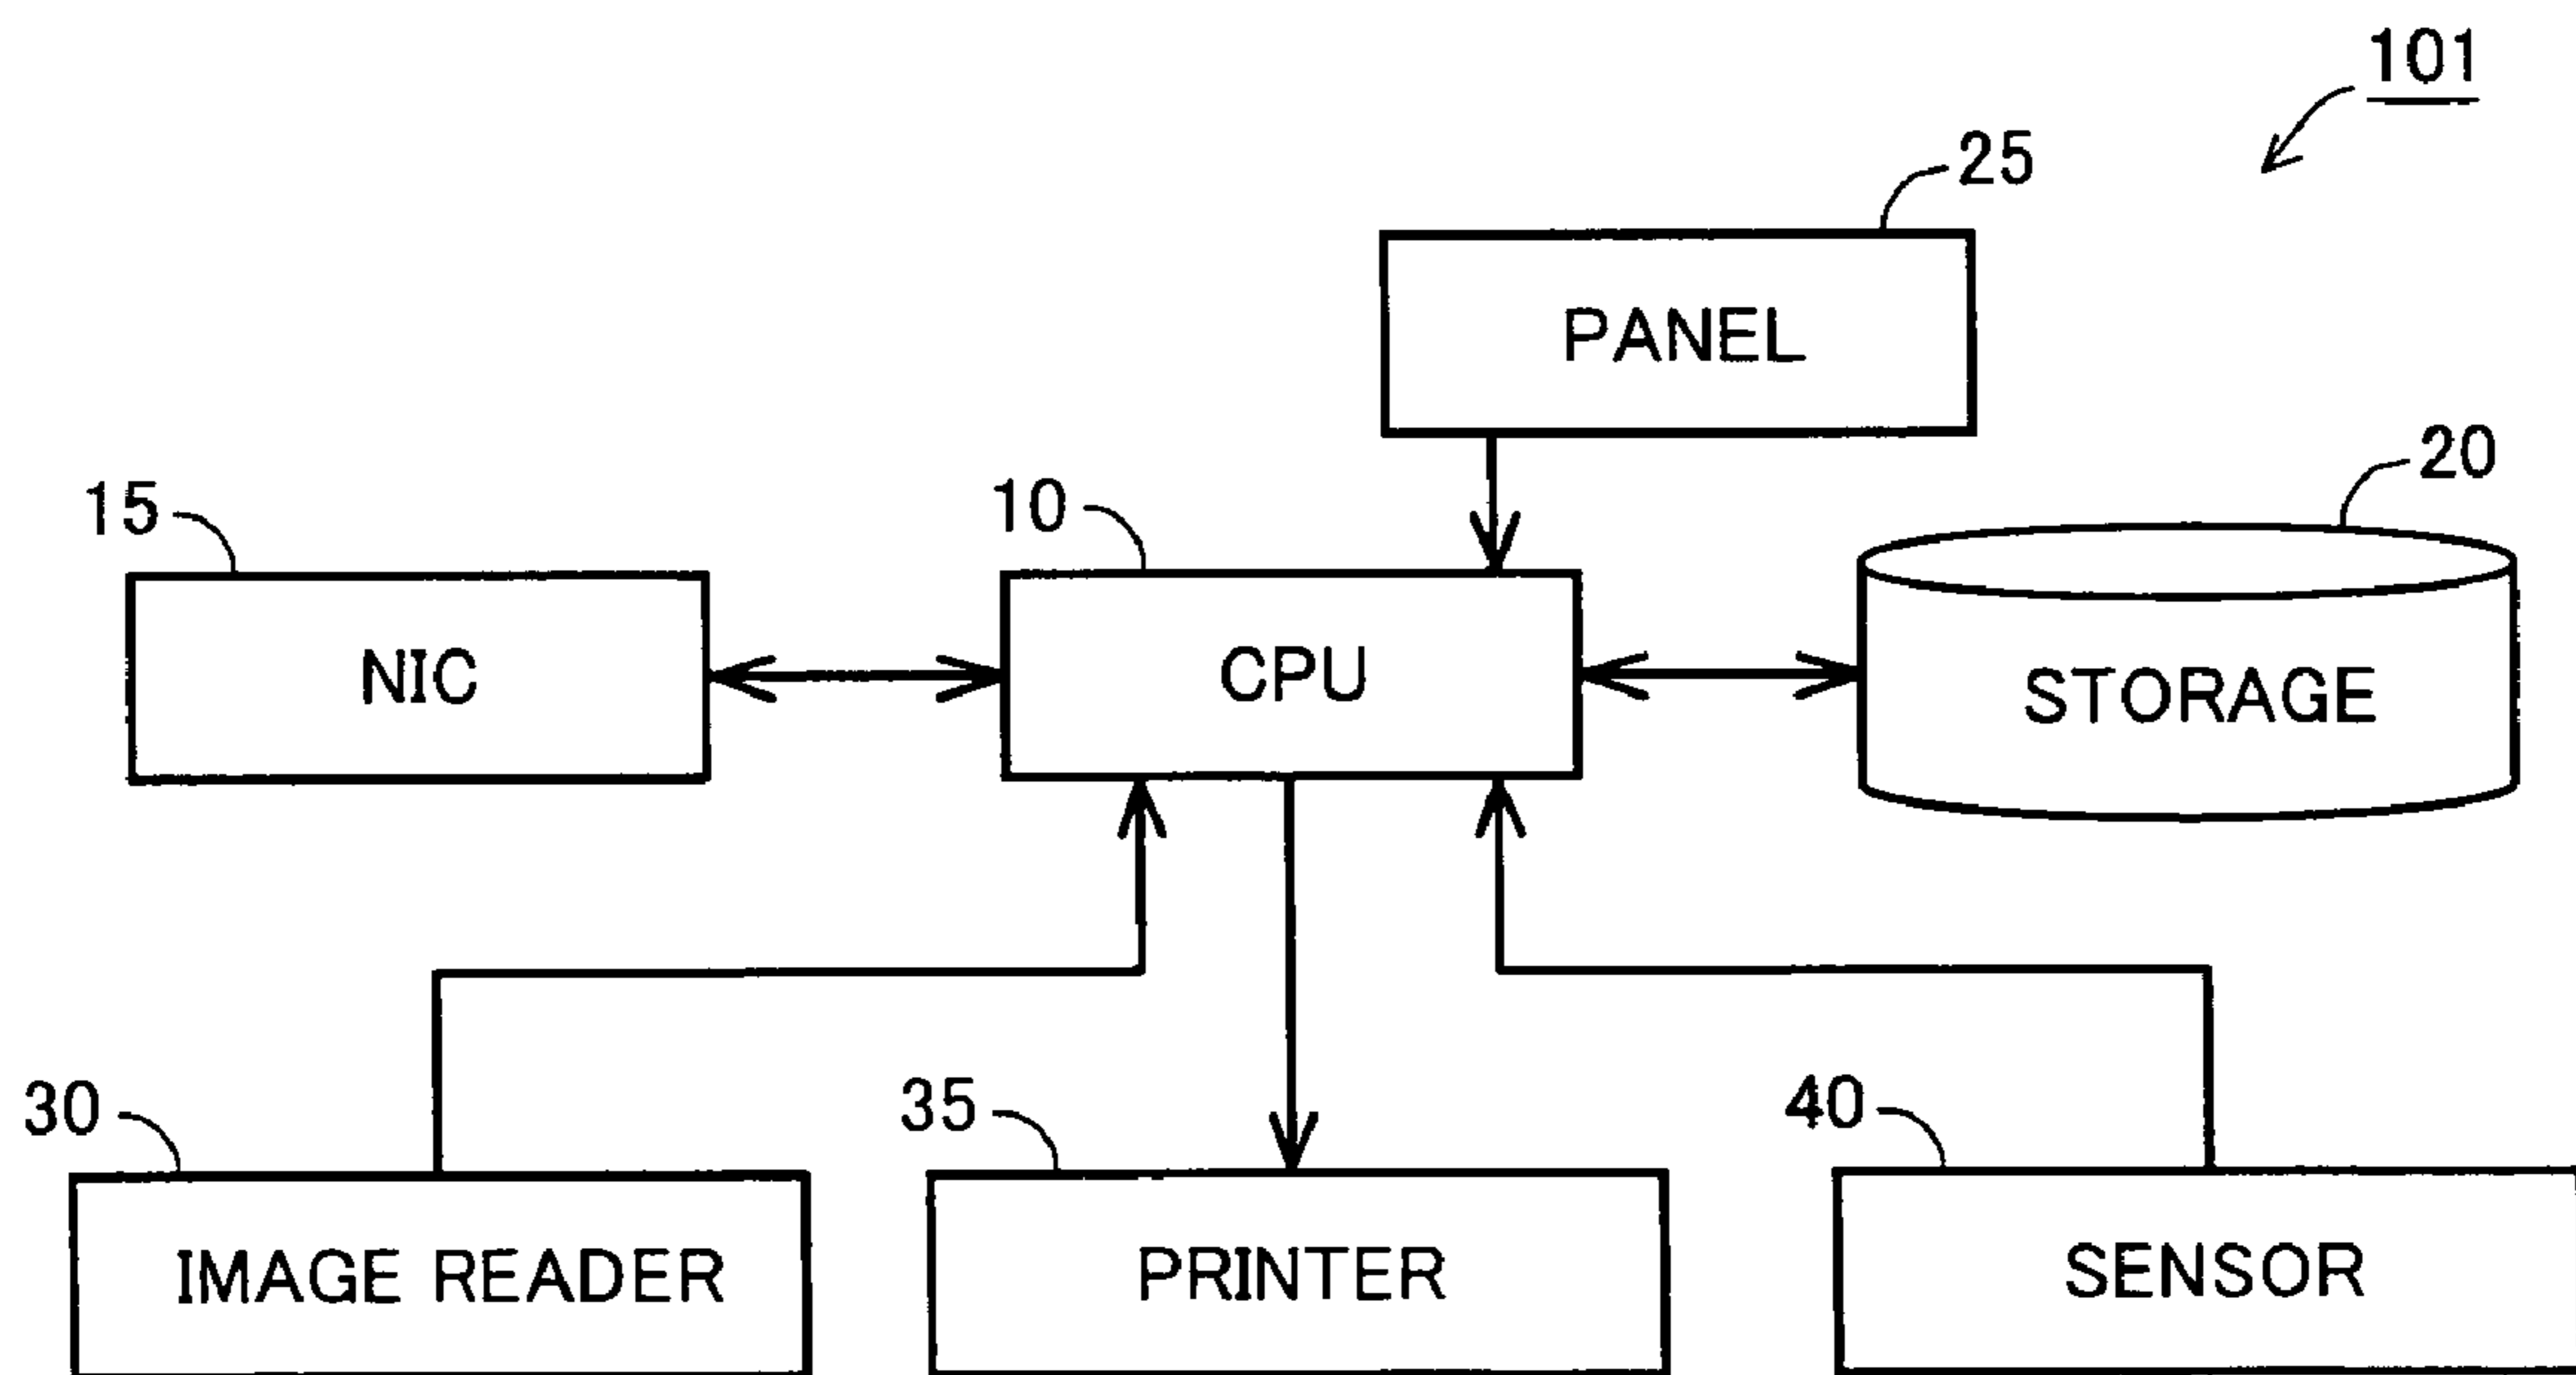 101
25
PANEL
20
15
10
NIC
CPU
STORAGE
30
35
40
IMAGE READER
PRINTER
SENSOR